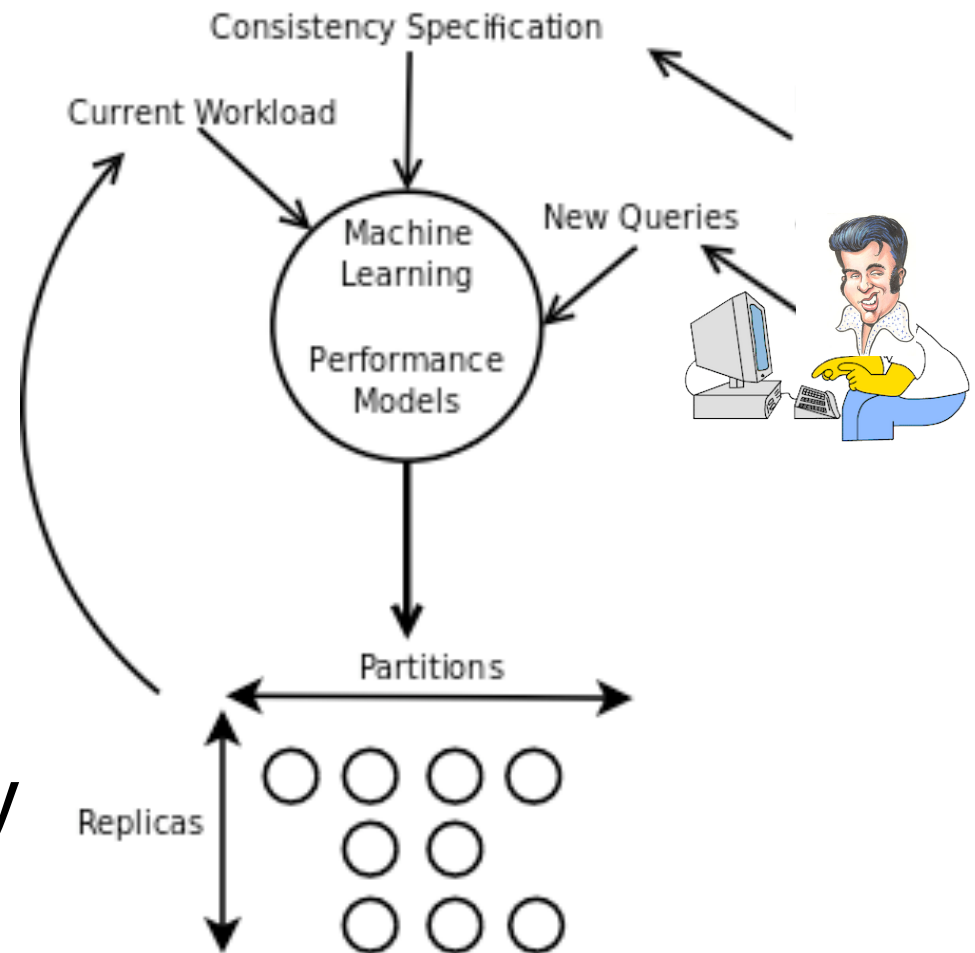 Consistency Specification
Current Workload
New Queries
Machine
Learning
Performance
Models
Partitions
Replicas
y